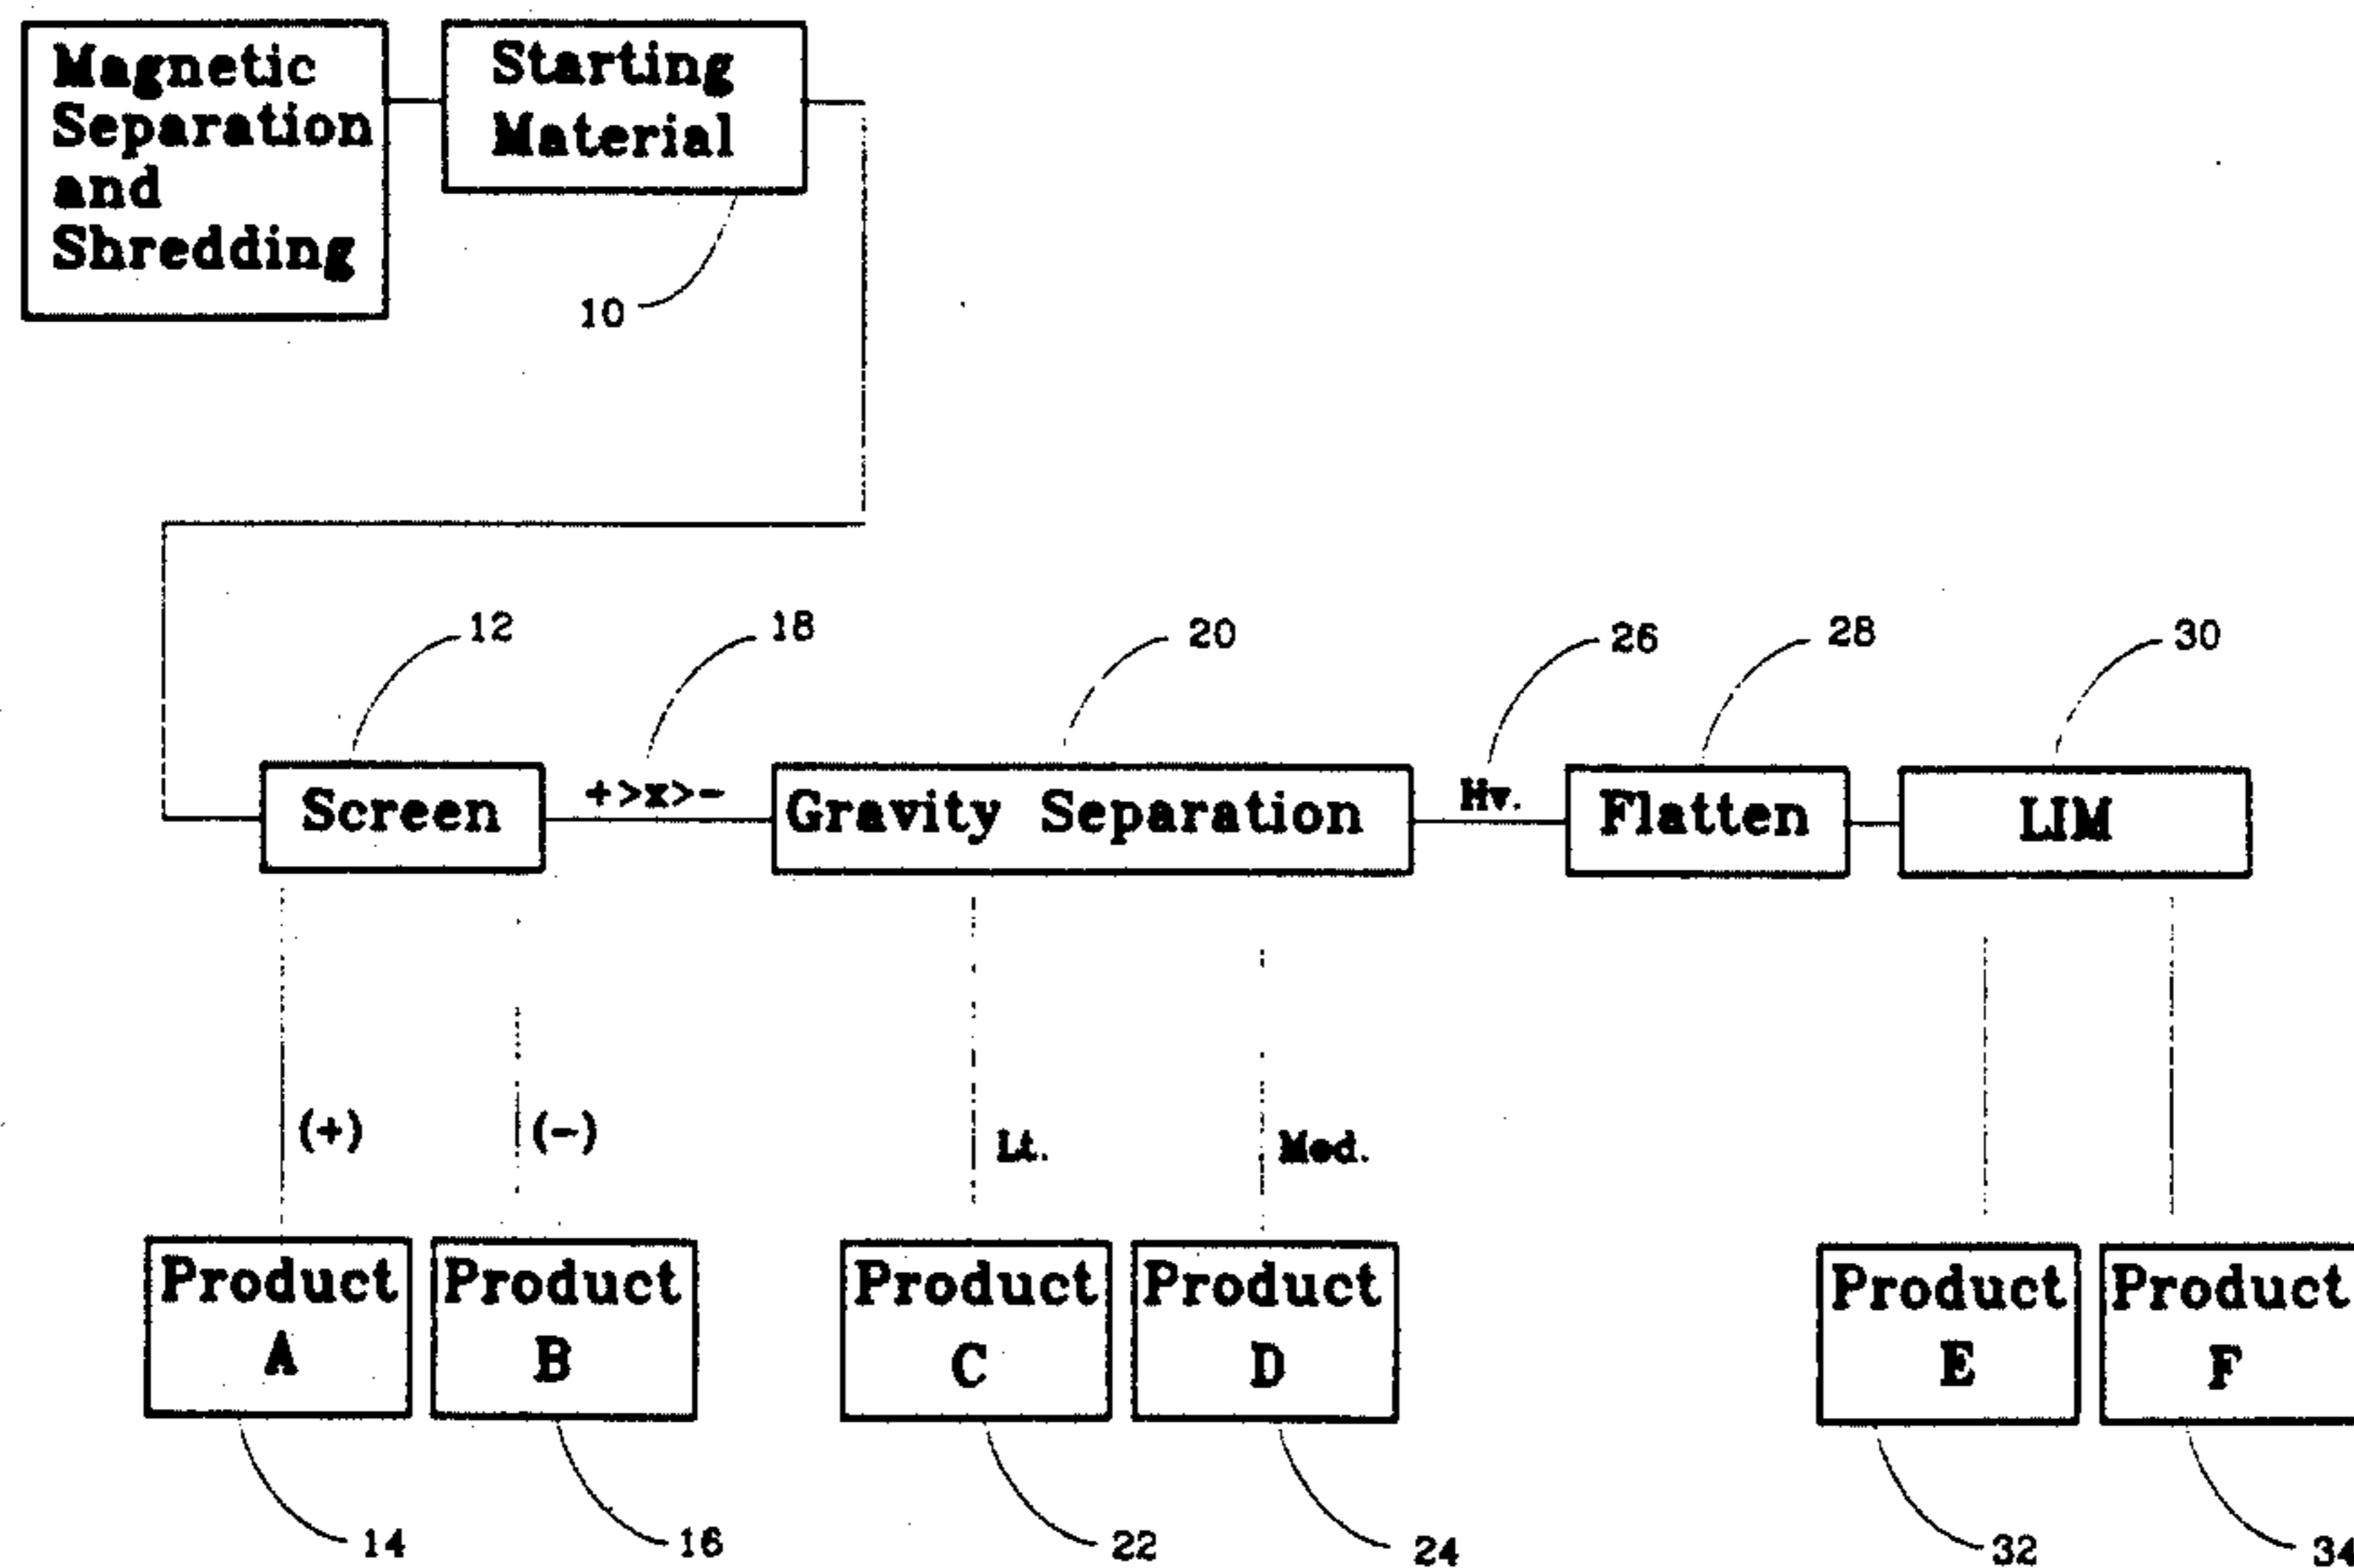 Magnetic
Separation
and
Shredding
Starting
Material
10
12
18
20
26
28
30
Screen
+>x>-
Gravity Separation
Hv.
Flatten
LIM
(+)
(-)
Lt.
Med.
Product
A
Product
B
Product
C
Product
D
Product
E
Product
F
14
16
22
24
32
34